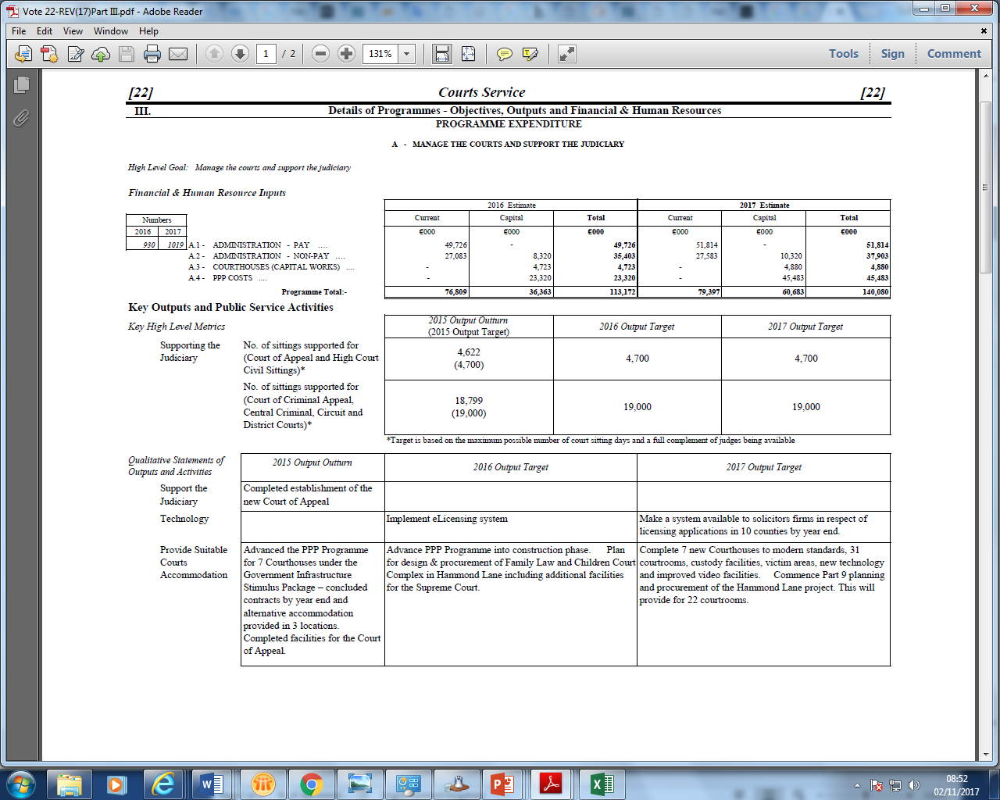 Vote 22-REV(17)Part III.pdf - Adobe Reader
File Edit View Window Help
1 / 2 131% Tools Sign Comment
[22] Courts Service [22]
III. Details of Programmes - Objectives, Outputs and Financial & Human Resources
PROGRAMME EXPENDITURE
A - MANAGE THE COURTS AND SUPPORT THE JUDICIARY
High Level Goal: Manage the courts and support the judiciary
Financial & Human Resource Inputs
2016 Estimate 2017 Estimate
Numbers Current Capital Total Current Capital Total
2016 2017 €000 €000 €000 €000 €000 €000
930 1019 A.1 - ADMINISTRATION - PAY .... 49,726 - 49,726 51,814 - 51,814
A.2 - ADMINISTRATION - NON-PAY .... 27,083 8,320 35,403 27,583 10,320 37,903
A.3 - COURTHOUSES (CAPITAL WORKS) .... - 4,723 4,723 - 4,880 4,880
A.4 - PPP COSTS .... - 23,320 23,320 - 45,483 45,483
Programme Total:- 76,809 36,363 113,172 79,397 60,683 140,080
Key Outputs and Public Service Activities
Key High Level Metrics
2015 Output Outturn
(2015 Output Target)
2016 Output Target
2017 Output Target
Supporting the
Judiciary
No. of sittings supported for
(Court of Appeal and High Court
Civil Sittings)*
4,622
(4,700)
4,700
4,700
No. of sittings supported for
(Court of Criminal Appeal,
Central Criminal, Circuit and
District Courts)*
18,799
(19,000)
19,000
19,000
*Target is based on the maximum possible number of court sitting days and a full complement of judges being available
Qualitative Statements of
Outputs and Activities
2015 Output Outturn
2016 Output Target
2017 Output Target
Support the
Judiciary
Completed establishment of the
new Court of Appeal
Technology
Implement eLicensing system
Make a system available to solicitors firms in respect of
licensing applications in 10 counties by year end.
Provide Suitable
Courts
Accommodation
Advanced the PPP Programme
for 7 Courthouses under the
Government Infrastructure
Stimulus Package – concluded
contracts by year end and
alternative accommodation
provided in 3 locations.
Completed facilities for the Court
of Appeal.
Advance PPP Programme into construction phase. Plan
for design & procurement of Family Law and Children Court
Complex in Hammond Lane including additional facilities
for the Supreme Court.
Complete 7 new Courthouses to modern standards, 31
courtrooms, custody facilities, victim areas, new technology
and improved video facilities. Commence Part 9 planning
and procurement of the Hammond Lane project. This will
provide for 22 courtrooms.
08:52
02/11/2017